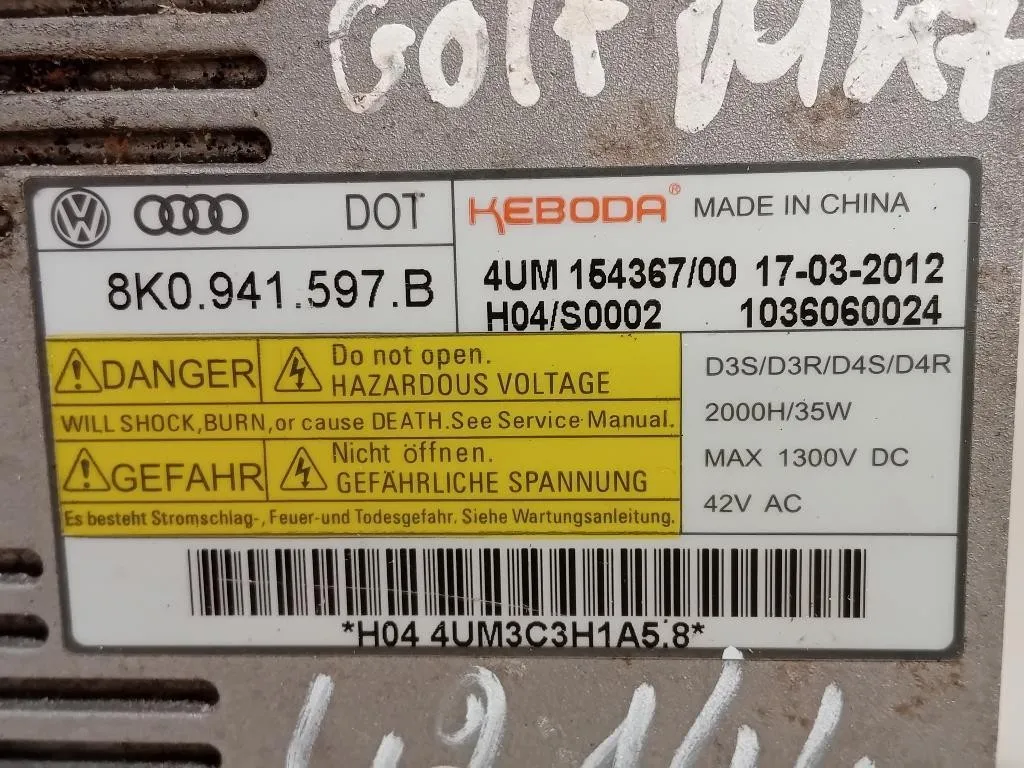 GOLF MK7
DOT
KEBODA® MADE IN CHINA
8K0.941.597.B
4UM 154367/00 17-03-2012
H04/S0002 1036060024
DANGER
Do not open.
HAZARDOUS VOLTAGE
WILL SHOCK,BURN,or cause DEATH.See Service Manual.
GEFAHR
Nicht öffnen.
GEFÄHRLICHE SPANNUNG
Es besteht Stromschlag-, Feuer-und Todesgefahr. Siehe Wartungsanleitung.
D3S/D3R/D4S/D4R
2000H/35W
MAX 1300V DC
42V AC
*H04 4UM3C3H1A5.8*